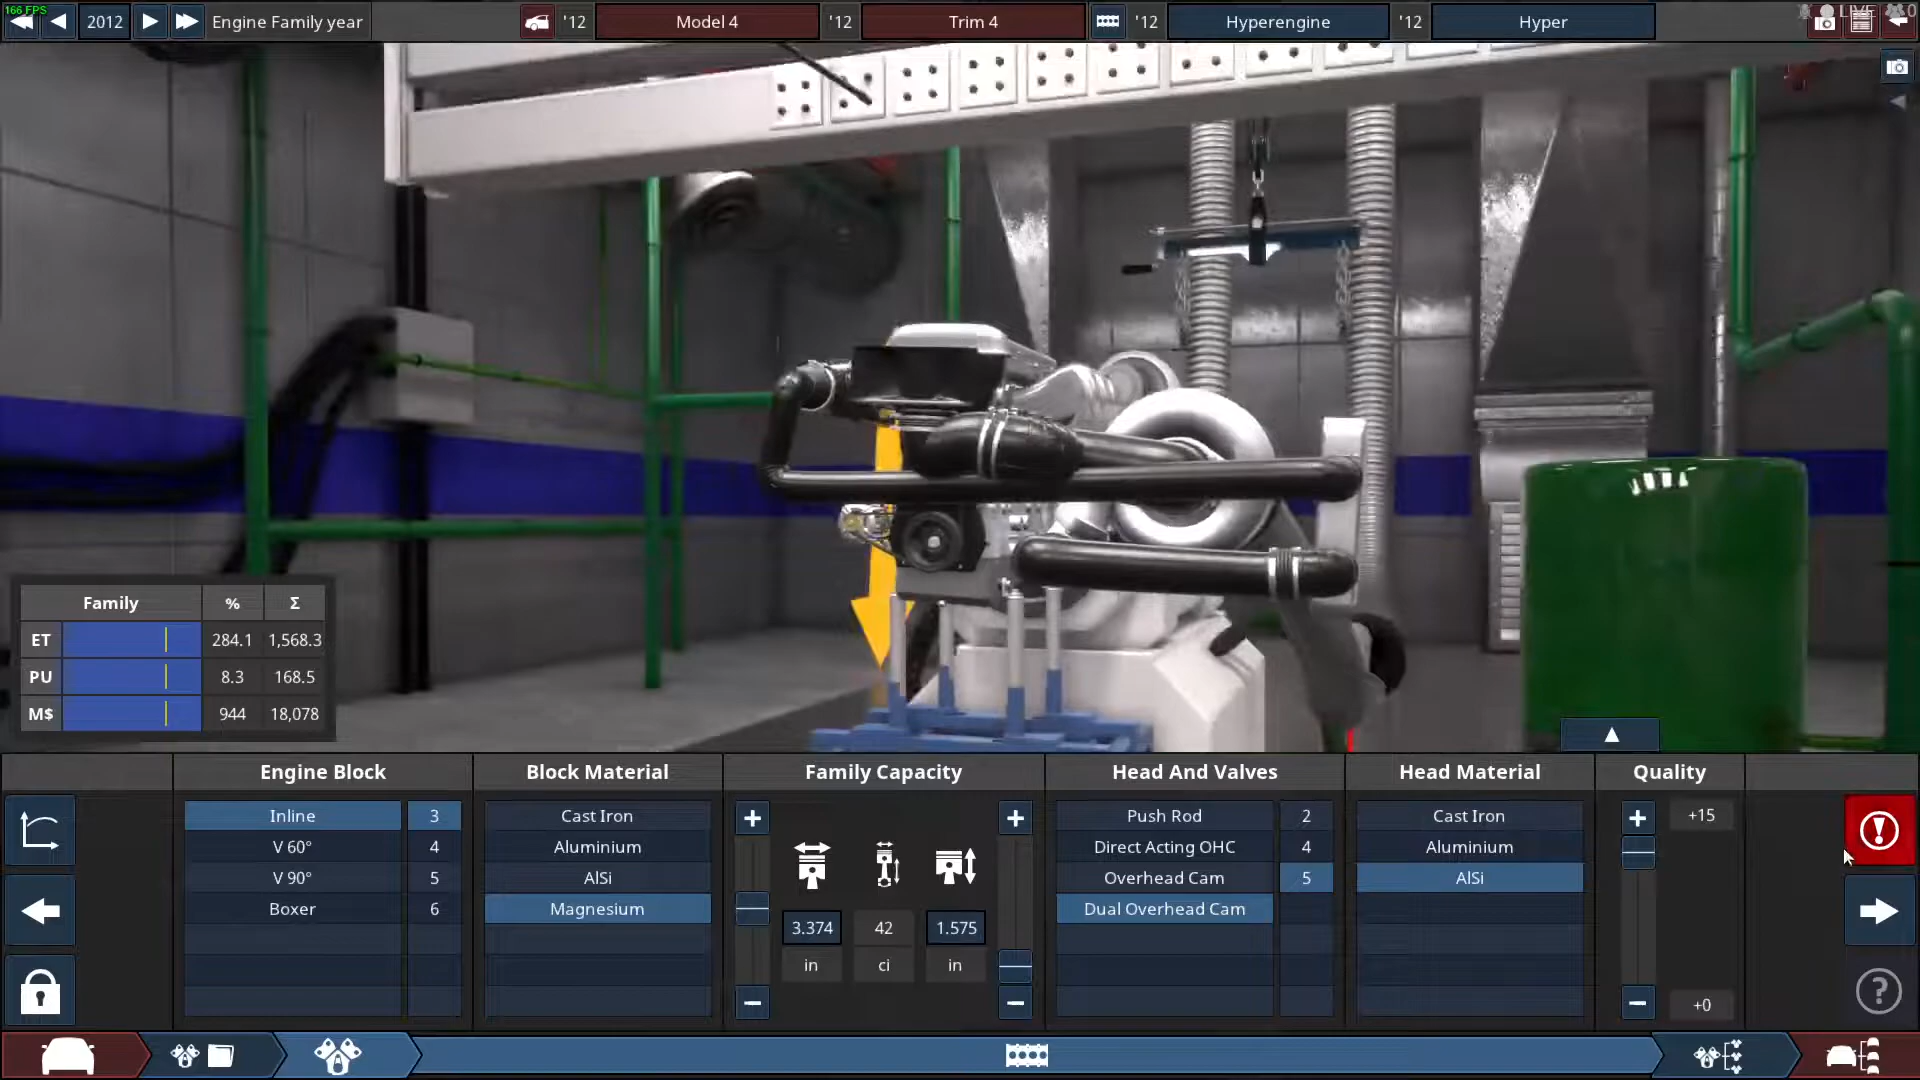 166 FPS
2012 Engine Family year '12 Model 4 '12 Trim 4 '12 Hyperengine '12 Hyper
LIVE 0
Family % Σ
ET 284.1 1,568.3
PU 8.3 168.5
M$ 944 18,078
Engine Block Block Material Family Capacity Head And Valves Head Material Quality
Inline 3 Cast Iron Push Rod 2 Cast Iron +15
V 60° 4 Aluminium Direct Acting OHC 4 Aluminium
V 90° 5 AlSi Overhead Cam 5 AlSi
Boxer 6 Magnesium Dual Overhead Cam
3.374 42 1.575
in ci in
+0
?